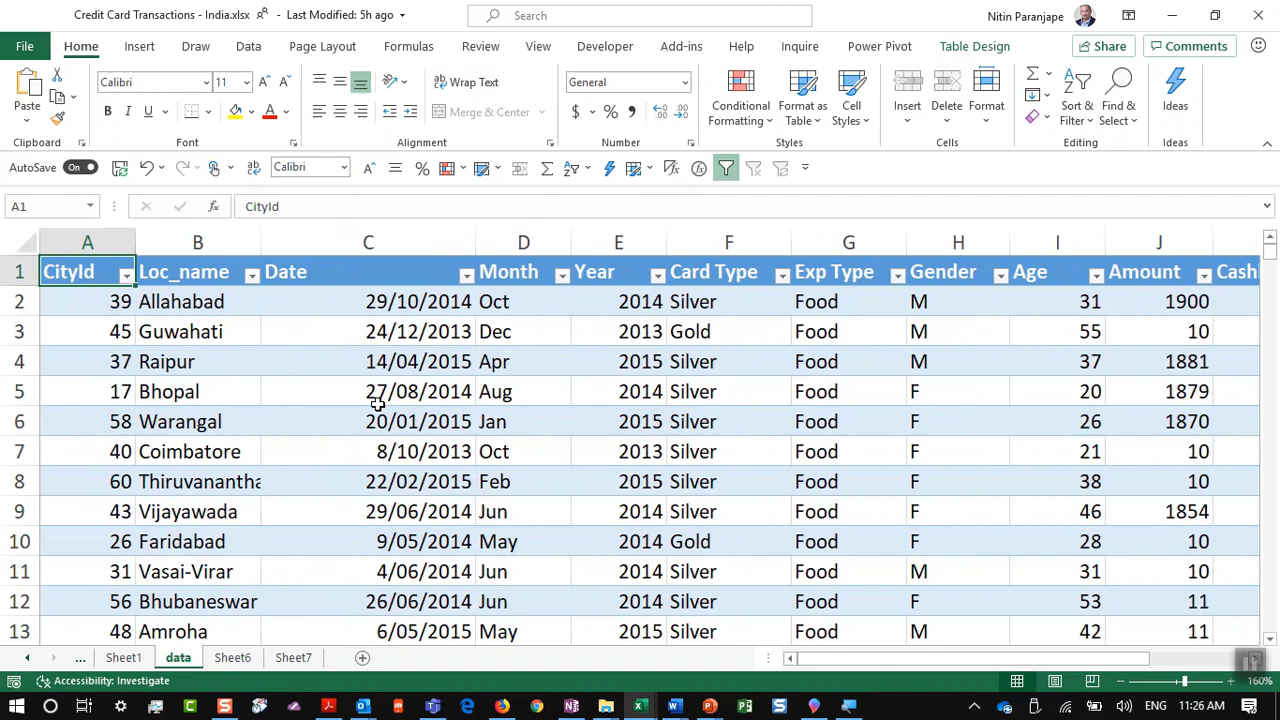 Credit Card Transactions - India.xlsx - Last Modified: 5h ago Search Nitin Paranjape
File Home Insert Draw Data Page Layout Formulas Review View Developer Add-ins Help Inquire Power Pivot Table Design Share Comments
Paste Calibri 11 Wrap Text General Conditional Formatting Format as Table Cell Styles Insert Delete Format Sort & Filter Find & Select Ideas
Merge & Center
Clipboard Font Alignment Number Styles Cells Editing Ideas
AutoSave On Calibri
A1 CityId
A B C D E F G H I J
1 CityId Loc_name Date Month Year Card Type Exp Type Gender Age Amount Cash
2 39 Allahabad 29/10/2014 Oct 2014 Silver Food M 31 1900
3 45 Guwahati 24/12/2013 Dec 2013 Gold Food M 55 10
4 37 Raipur 14/04/2015 Apr 2015 Silver Food M 37 1881
5 17 Bhopal 27/08/2014 Aug 2014 Silver Food F 20 1879
6 58 Warangal 20/01/2015 Jan 2015 Silver Food F 26 1870
7 40 Coimbatore 8/10/2013 Oct 2013 Silver Food F 21 10
8 60 Thiruvanantha 22/02/2015 Feb 2015 Silver Food F 38 10
9 43 Vijayawada 29/06/2014 Jun 2014 Silver Food F 46 1854
10 26 Faridabad 9/05/2014 May 2014 Gold Food F 28 10
11 31 Vasai-Virar 4/06/2014 Jun 2014 Silver Food M 31 10
12 56 Bhubaneswar 26/06/2014 Jun 2014 Silver Food F 53 11
13 48 Amroha 6/05/2015 May 2015 Silver Food M 42 11
... Sheet1 data Sheet6 Sheet7
Accessibility: Investigate 160%
ENG 11:26 AM